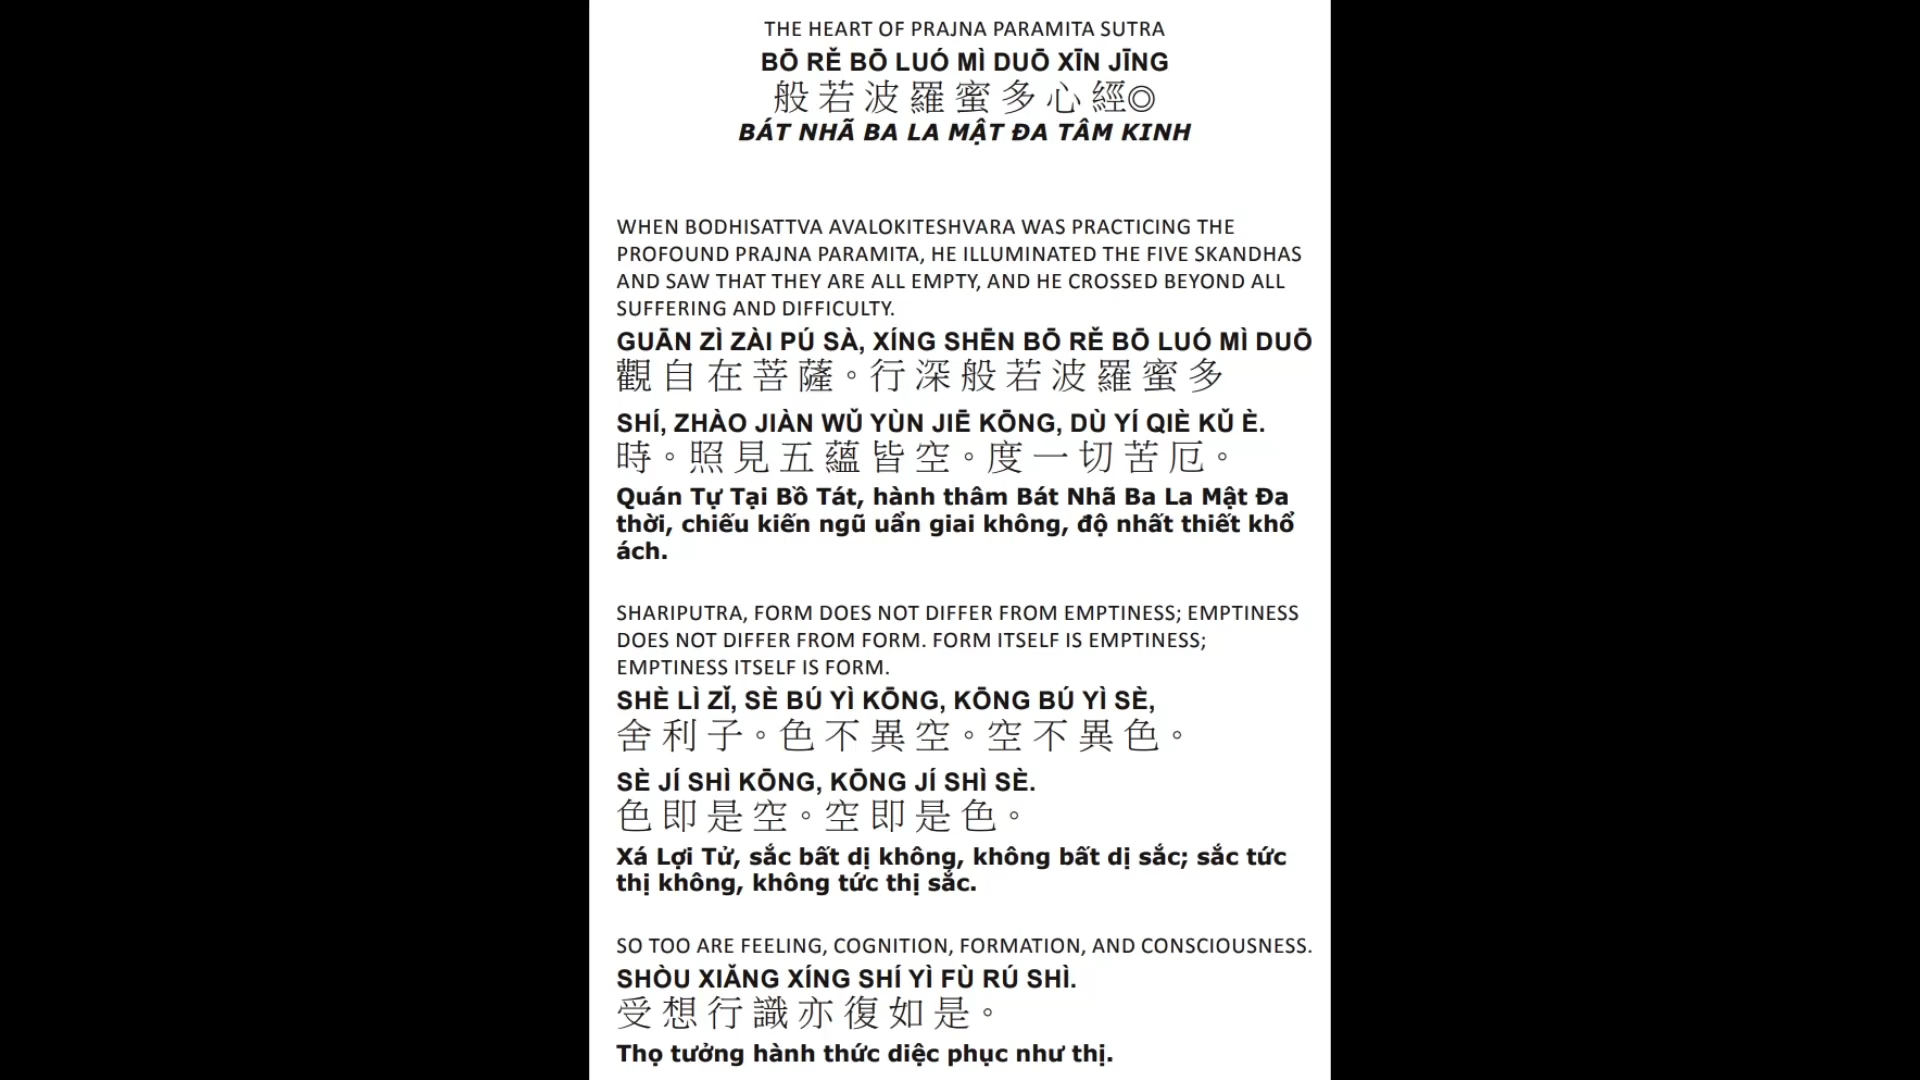 THE HEART OF PRAJNA PARAMITA SUTRA
BŌ RĚ BŌ LUÓ MÌ DUŌ XĪN JĪNG
般若波羅蜜多心經◎
BÁT NHÃ BA LA MẬT ĐA TÂM KINH
WHEN BODHISATTVA AVALOKITESHVARA WAS PRACTICING THE
PROFOUND PRAJNA PARAMITA, HE ILLUMINATED THE FIVE SKANDHAS
AND SAW THAT THEY ARE ALL EMPTY, AND HE CROSSED BEYOND ALL
SUFFERING AND DIFFICULTY.
GUĀN ZÌ ZÀI PÚ SÀ, XÍNG SHĒN BŌ RĚ BŌ LUÓ MÌ DUŌ
觀自在菩薩。行深般若波羅蜜多
SHÍ, ZHÀO JIÀN WǓ YÙN JIĒ KŌNG, DÙ YÍ QIÈ KǓ È.
時。照見五蘊皆空。度一切苦厄。
Quán Tự Tại Bồ Tát, hành thâm Bát Nhã Ba La Mật Đa
thời, chiếu kiến ngũ uẩn giai không, độ nhất thiết khổ
ách.
SHARIPUTRA, FORM DOES NOT DIFFER FROM EMPTINESS; EMPTINESS
DOES NOT DIFFER FROM FORM. FORM ITSELF IS EMPTINESS;
EMPTINESS ITSELF IS FORM.
SHÈ LÌ ZǏ, SÈ BÚ YÌ KŌNG, KŌNG BÚ YÌ SÈ,
舍利子。色不異空。空不異色。
SÈ JÍ SHÌ KŌNG, KŌNG JÍ SHÌ SÈ.
色即是空。空即是色。
Xá Lợi Tử, sắc bất dị không, không bất dị sắc; sắc tức
thị không, không tức thị sắc.
SO TOO ARE FEELING, COGNITION, FORMATION, AND CONSCIOUSNESS.
SHÒU XIǍNG XÍNG SHÍ YÌ FÙ RÚ SHÌ.
受想行識亦復如是。
Thọ tưởng hành thức diệc phục như thị.